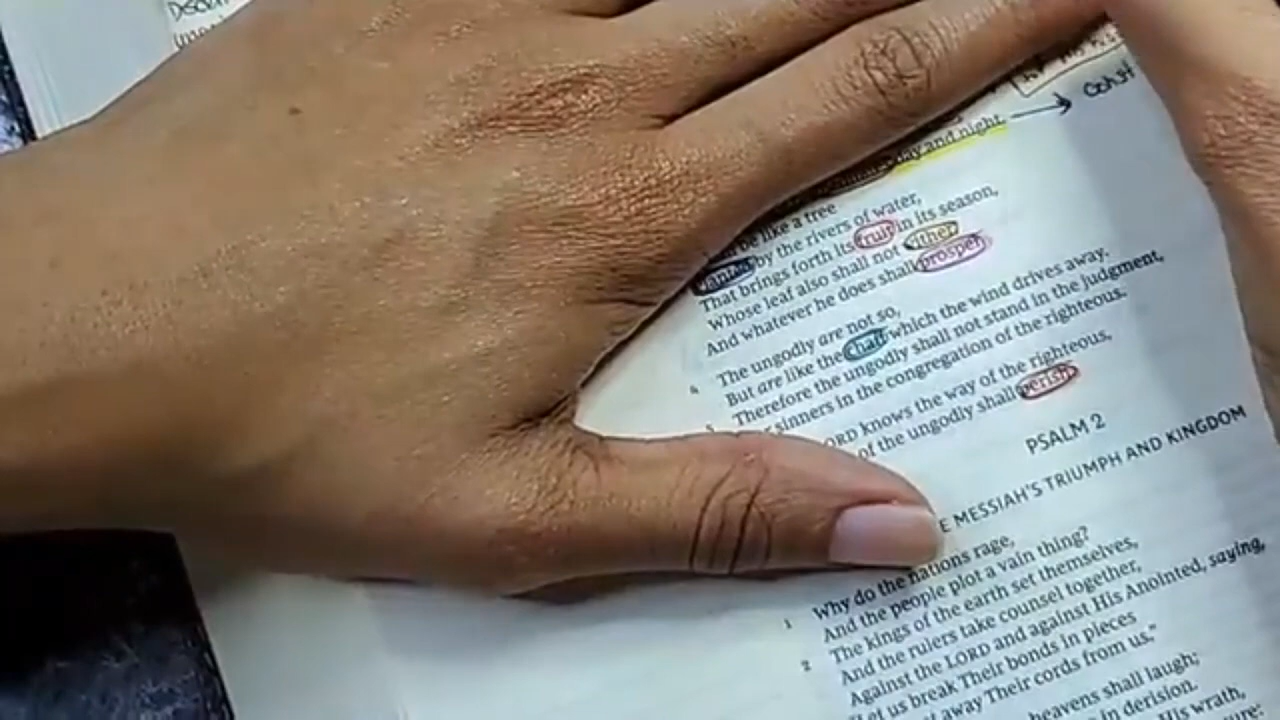 day and night
Const
be like a tree
by the rivers of water,
That brings forth its fruit in its season,
Whose leaf also shall not wither
And whatever he does shall prosper.
The ungodly are not so,
4 But are like the chaff which the wind drives away,
5 Therefore the ungodly shall not stand in the judgment,
sinners in the congregation of the righteous.
LORD knows the way of the righteous,
of the ungodly shall perish.
PSALM 2
MESSIAH'S TRIUMPH AND KINGDOM
1 Why do the nations rage,
And the people plot a vain thing?
2 The kings of the earth set themselves,
And the rulers take counsel together,
Against the LORD and against His Anointed, saying,
"Let us break Their bonds in pieces
away Their cords from us."
heavens shall laugh;
in derision.
His wrath,